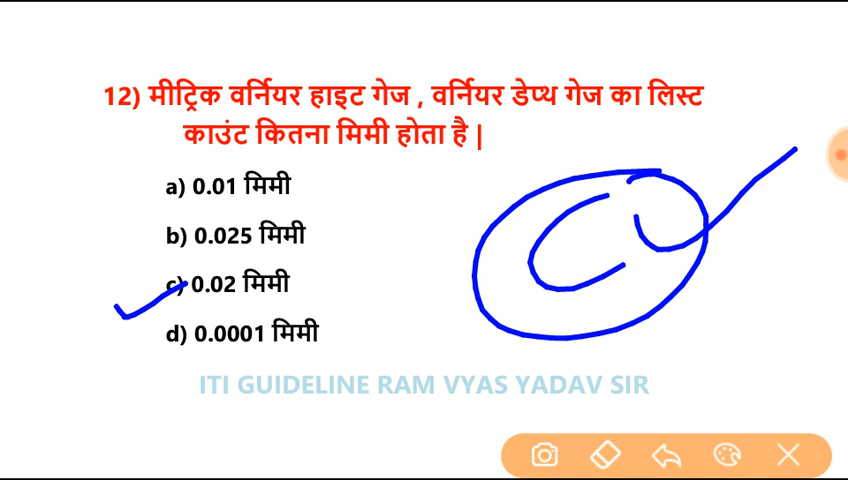 12) मीट्रिक वर्नियर हाइट गेज , वर्नियर डेप्थ गेज का लिस्ट
काउंट कितना मिमी होता है |
a) 0.01 मिमी
b) 0.025 मिमी
c) 0.02 मिमी
d) 0.0001 मिमी
C
ITI GUIDELINE RAM VYAS YADAV SIR